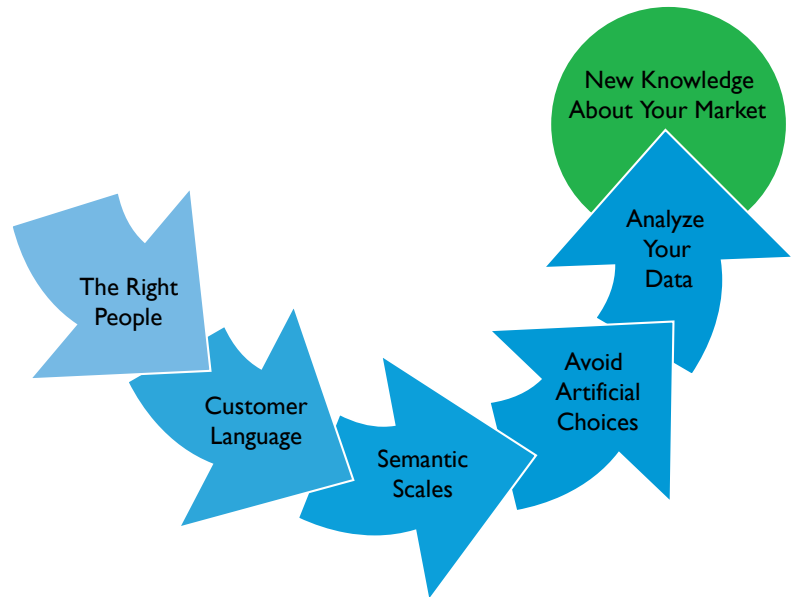 The Right
People
Customer
Language
Semantic
Scales
Avoid
Artificial
Choices
Analyze
Your
Data
New Knowledge
About Your Market